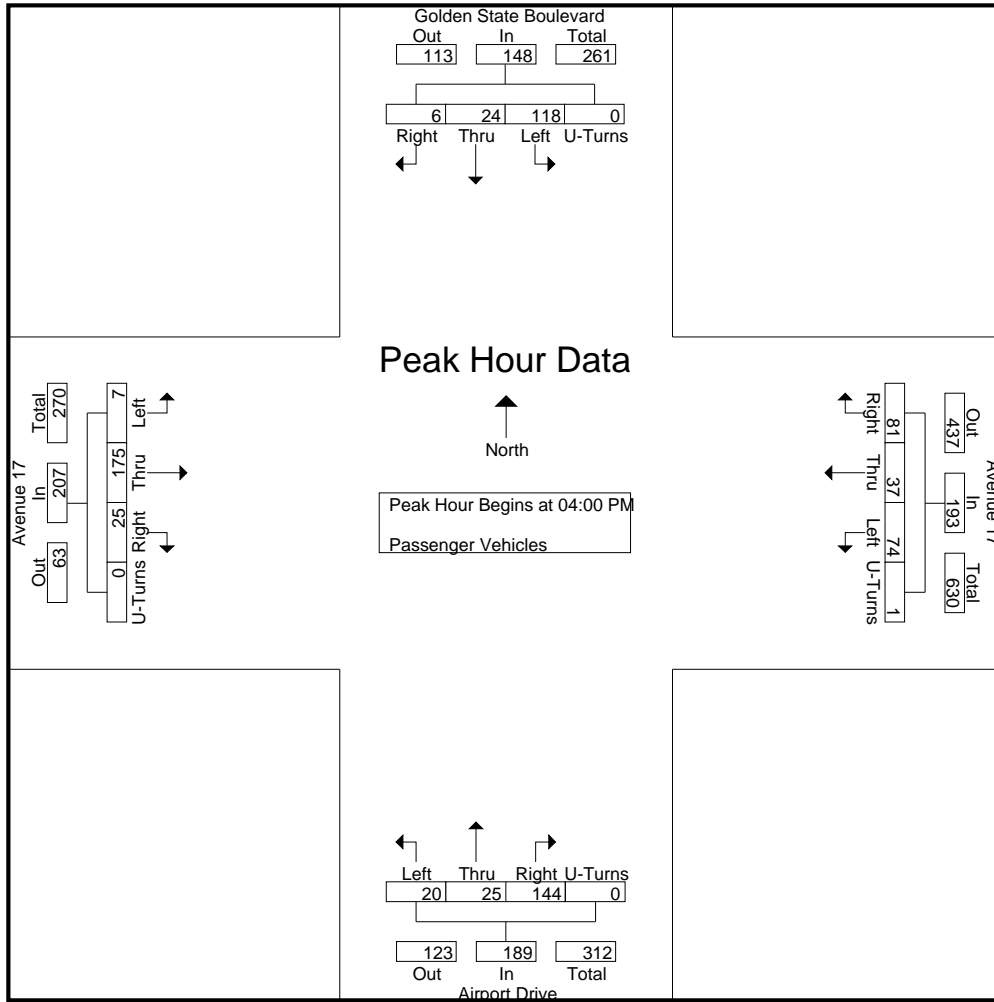 Golden State Boulevard
Out In Total
113 148 261
6 24 118 0
Right Thru Left U-Turns
Peak Hour Data
North
Peak Hour Begins at 04:00 PM
Passenger Vehicles
Avenue 17
Total In Out
270 207 63
7 175 25 0
Left Thru Right U-Turns
Avenue 17
Out In Total
437 193 630
81 37 74 1
Right Thru Left U-Turns
Left Thru Right U-Turns
20 25 144 0
123 189 312
Out In Total
Airport Drive